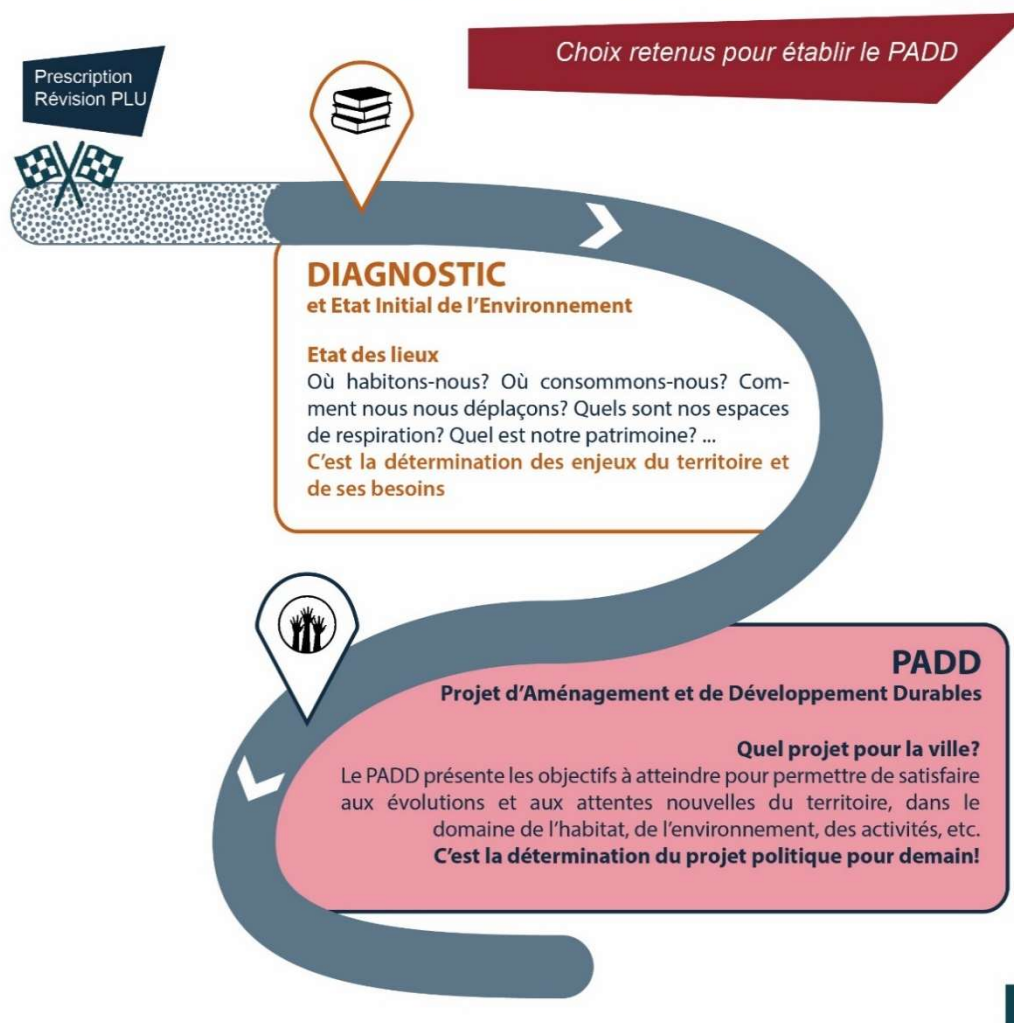 Choix retenus pour établir le PADD
Prescription
Révision PLU
DIAGNOSTIC
et Etat Initial de l'Environnement
Etat des lieux
Où habitons-nous? Où consommons-nous? Com-
ment nous nous déplaçons? Quels sont nos espaces
de respiration? Quel est notre patrimoine? ...
C'est la détermination des enjeux du territoire et
de ses besoins
PADD
Projet d'Aménagement et de Développement Durables
Quel projet pour la ville?
Le PADD présente les objectifs à atteindre pour permettre de satisfaire
aux évolutions et aux attentes nouvelles du territoire, dans le
domaine de l'habitat, de l'environnement, des activités, etc.
C'est la détermination du projet politique pour demain!